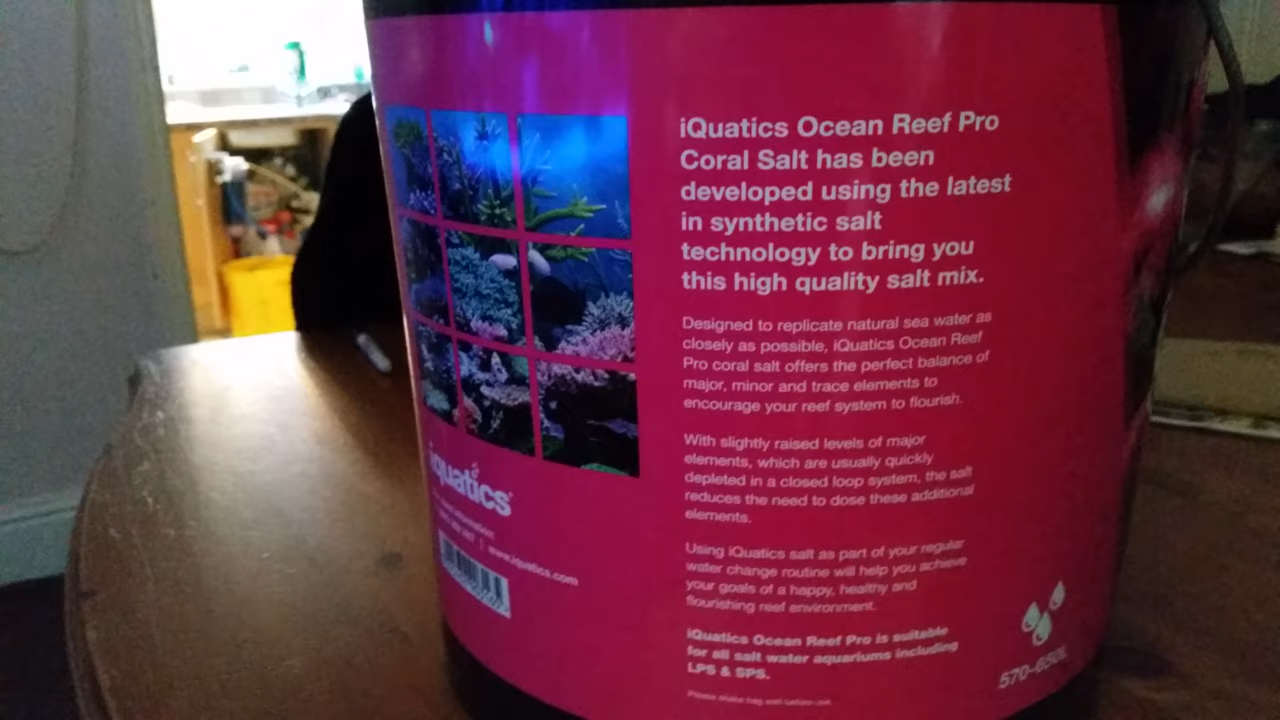 iQuatics Ocean Reef Pro
Coral Salt has been
developed using the latest
in synthetic salt
technology to bring you
this high quality salt mix.
Designed to replicate natural sea water as
closely as possible, iQuatics Ocean Reef
Pro coral salt offers the perfect balance of
major, minor and trace elements to
encourage your reef system to flourish.
With slightly raised levels of major
elements, which are usually quickly
depleted in a closed loop system, the salt
reduces the need to dose these additional
elements.
Using iQuatics salt as part of your regular
water change routine will help you achieve
your goals of a happy, healthy and
flourishing reef environment.
iQuatics Ocean Reef Pro is suitable
for all salt water aquariums including
LPS & SPS.
Please shake bag well before use.
iquatics
www.iquatics.com